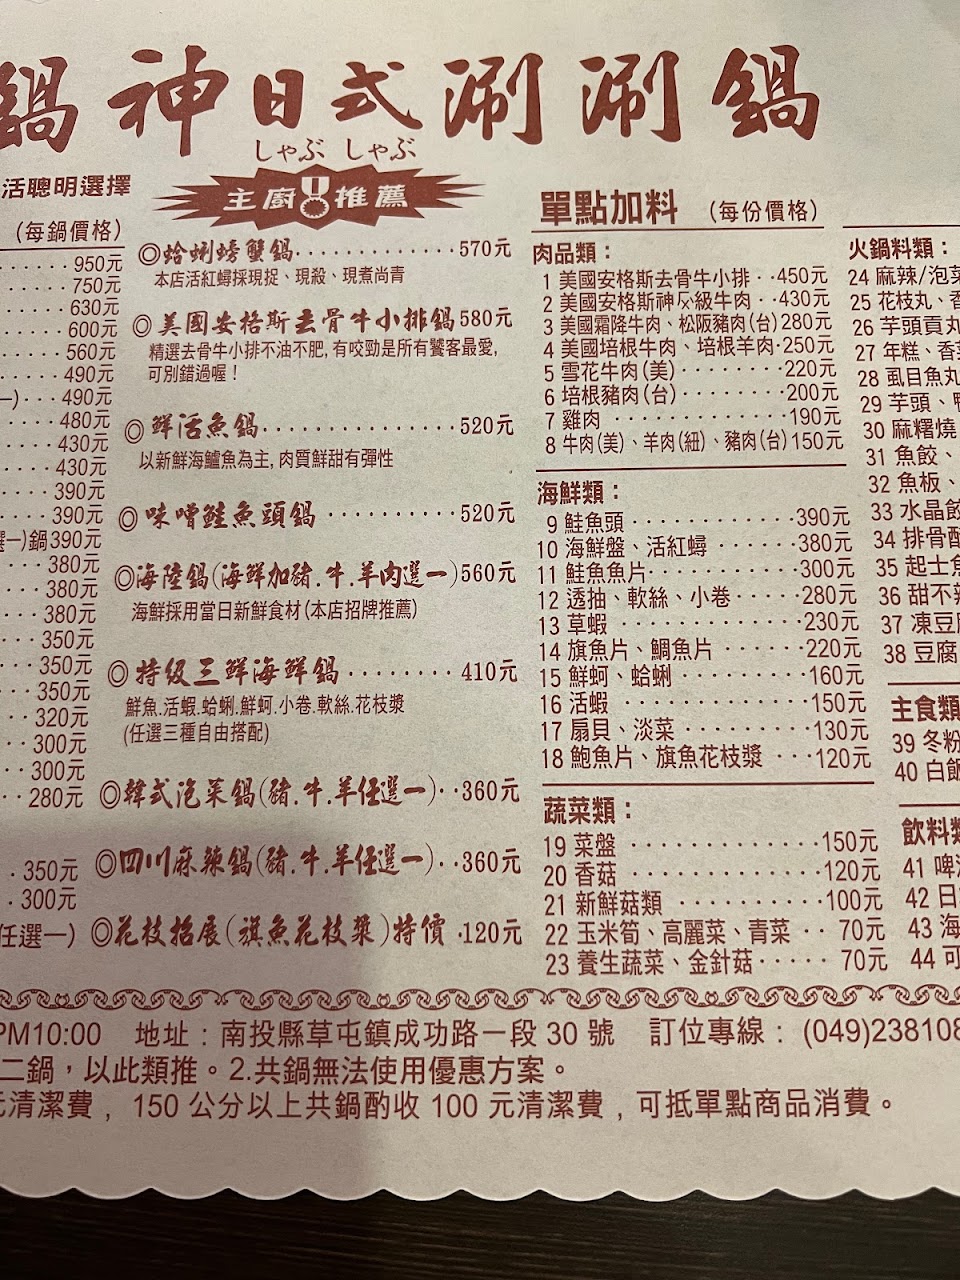 鍋神日式涮涮鍋
しゃぶ しゃぶ
活聰明選擇
(每鍋價格)
950元
750元
630元
600元
560元
490元
一)‧‧‧490元
480元
430元
430元
390元
390元
選一)鍋390元
380元
380元
380元
350元
350元
350元
320元
300元
300元
280元
350元
300元
任選一)
主廚推薦
◎蛤蜊螃蟹鍋‧‧‧‧‧‧‧‧‧570元
本店活紅蟳採現捉、現殺、現煮尚青
◎美國安格斯去骨牛小排鍋580元
精選去骨牛小排不油不肥,有咬勁是所有饕客最愛,
可別錯過喔！
◎鮮活魚鍋‧‧‧‧‧‧‧‧‧520元
以新鮮海鱸魚為主,肉質鮮甜有彈性
◎味噌鮭魚頭鍋‧‧‧‧‧‧‧520元
◎海陸鍋(海鮮加豬.牛.羊肉選一)560元
海鮮採用當日新鮮食材(本店招牌推薦)
◎特級三鮮海鮮鍋‧‧‧‧‧‧410元
鮮魚.活蝦.蛤蜊.鮮蚵.小卷.軟絲.花枝漿
(任選三種自由搭配)
◎韓式泡菜鍋(豬.牛.羊任選一)‧‧360元
◎四川麻辣鍋(豬.牛.羊任選一)‧‧360元
◎花枝招展(旗魚花枝漿)特價‧120元
單點加料 (每份價格)
肉品類：
1 美國安格斯去骨牛小排‧‧450元
2 美國安格斯神仌級牛肉‧‧430元
3 美國霜降牛肉、松阪豬肉(台)280元
4 美國培根牛肉、培根羊肉‧250元
5 雪花牛肉(美)‧‧‧‧‧‧‧220元
6 培根豬肉(台)‧‧‧‧‧‧‧200元
7 雞肉‧‧‧‧‧‧‧‧‧‧‧190元
8 牛肉(美)、羊肉(紐)、豬肉(台)150元
海鮮類：
9 鮭魚頭‧‧‧‧‧‧‧‧‧‧390元
10 海鮮盤、活紅蟳‧‧‧‧‧‧380元
11 鮭魚魚片‧‧‧‧‧‧‧‧‧300元
12 透抽、軟絲、小卷‧‧‧‧‧280元
13 草蝦‧‧‧‧‧‧‧‧‧‧‧230元
14 旗魚片、鯛魚片‧‧‧‧‧‧220元
15 鮮蚵、蛤蜊‧‧‧‧‧‧‧‧160元
16 活蝦‧‧‧‧‧‧‧‧‧‧‧150元
17 扇貝、淡菜‧‧‧‧‧‧‧‧130元
18 鮑魚片、旗魚花枝漿‧‧‧120元
蔬菜類：
19 菜盤‧‧‧‧‧‧‧‧‧‧150元
20 香菇‧‧‧‧‧‧‧‧‧‧120元
21 新鮮菇類‧‧‧‧‧‧‧‧100元
22 玉米筍、高麗菜、青菜‧‧70元
23 養生蔬菜、金針菇‧‧‧‧‧70元
火鍋料類：
24 麻辣/泡菜
25 花枝丸、香
26 芋頭貢丸
27 年糕、香菜
28 虱目魚丸
29 芋頭、鴨
30 麻糬燒
31 魚餃、
32 魚板、
33 水晶餃
34 排骨酥
35 起士魚
36 甜不辣
37 凍豆腐
38 豆腐
主食類
39 冬粉
40 白飯
飲料類
41 啤酒
42 日
43 海
44 可
PM10:00 地址：南投縣草屯鎮成功路一段 30 號 訂位專線：(049)238108
二鍋，以此類推。2.共鍋無法使用優惠方案。
元清潔費，150 公分以上共鍋酌收 100 元清潔費，可抵單點商品消費。